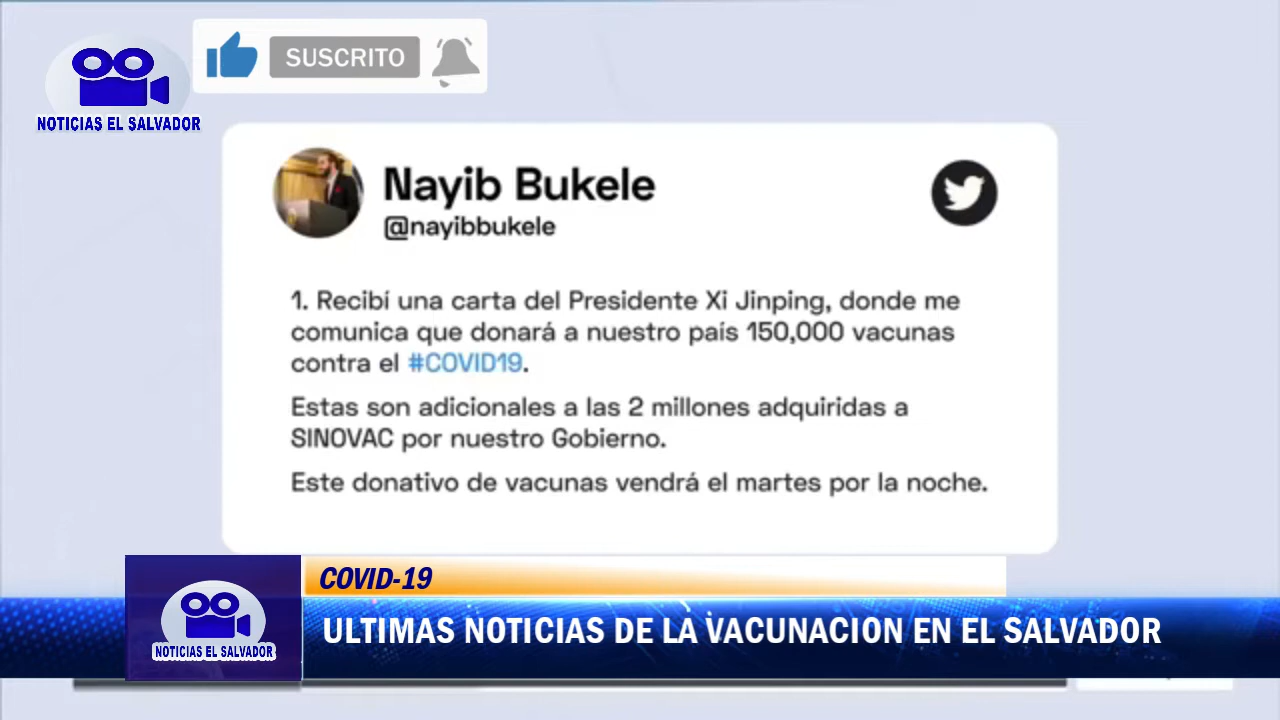 SUSCRITO
NOTICIAS EL SALVADOR
Nayib Bukele
@nayibbukele
1. Recibí una carta del Presidente Xi Jinping, donde me
comunica que donará a nuestro país 150,000 vacunas
contra el #COVID19.
Estas son adicionales a las 2 millones adquiridas a
SINOVAC por nuestro Gobierno.
Este donativo de vacunas vendrá el martes por la noche.
COVID-19
ULTIMAS NOTICIAS DE LA VACUNACION EN EL SALVADOR
NOTICIAS EL SALVADOR